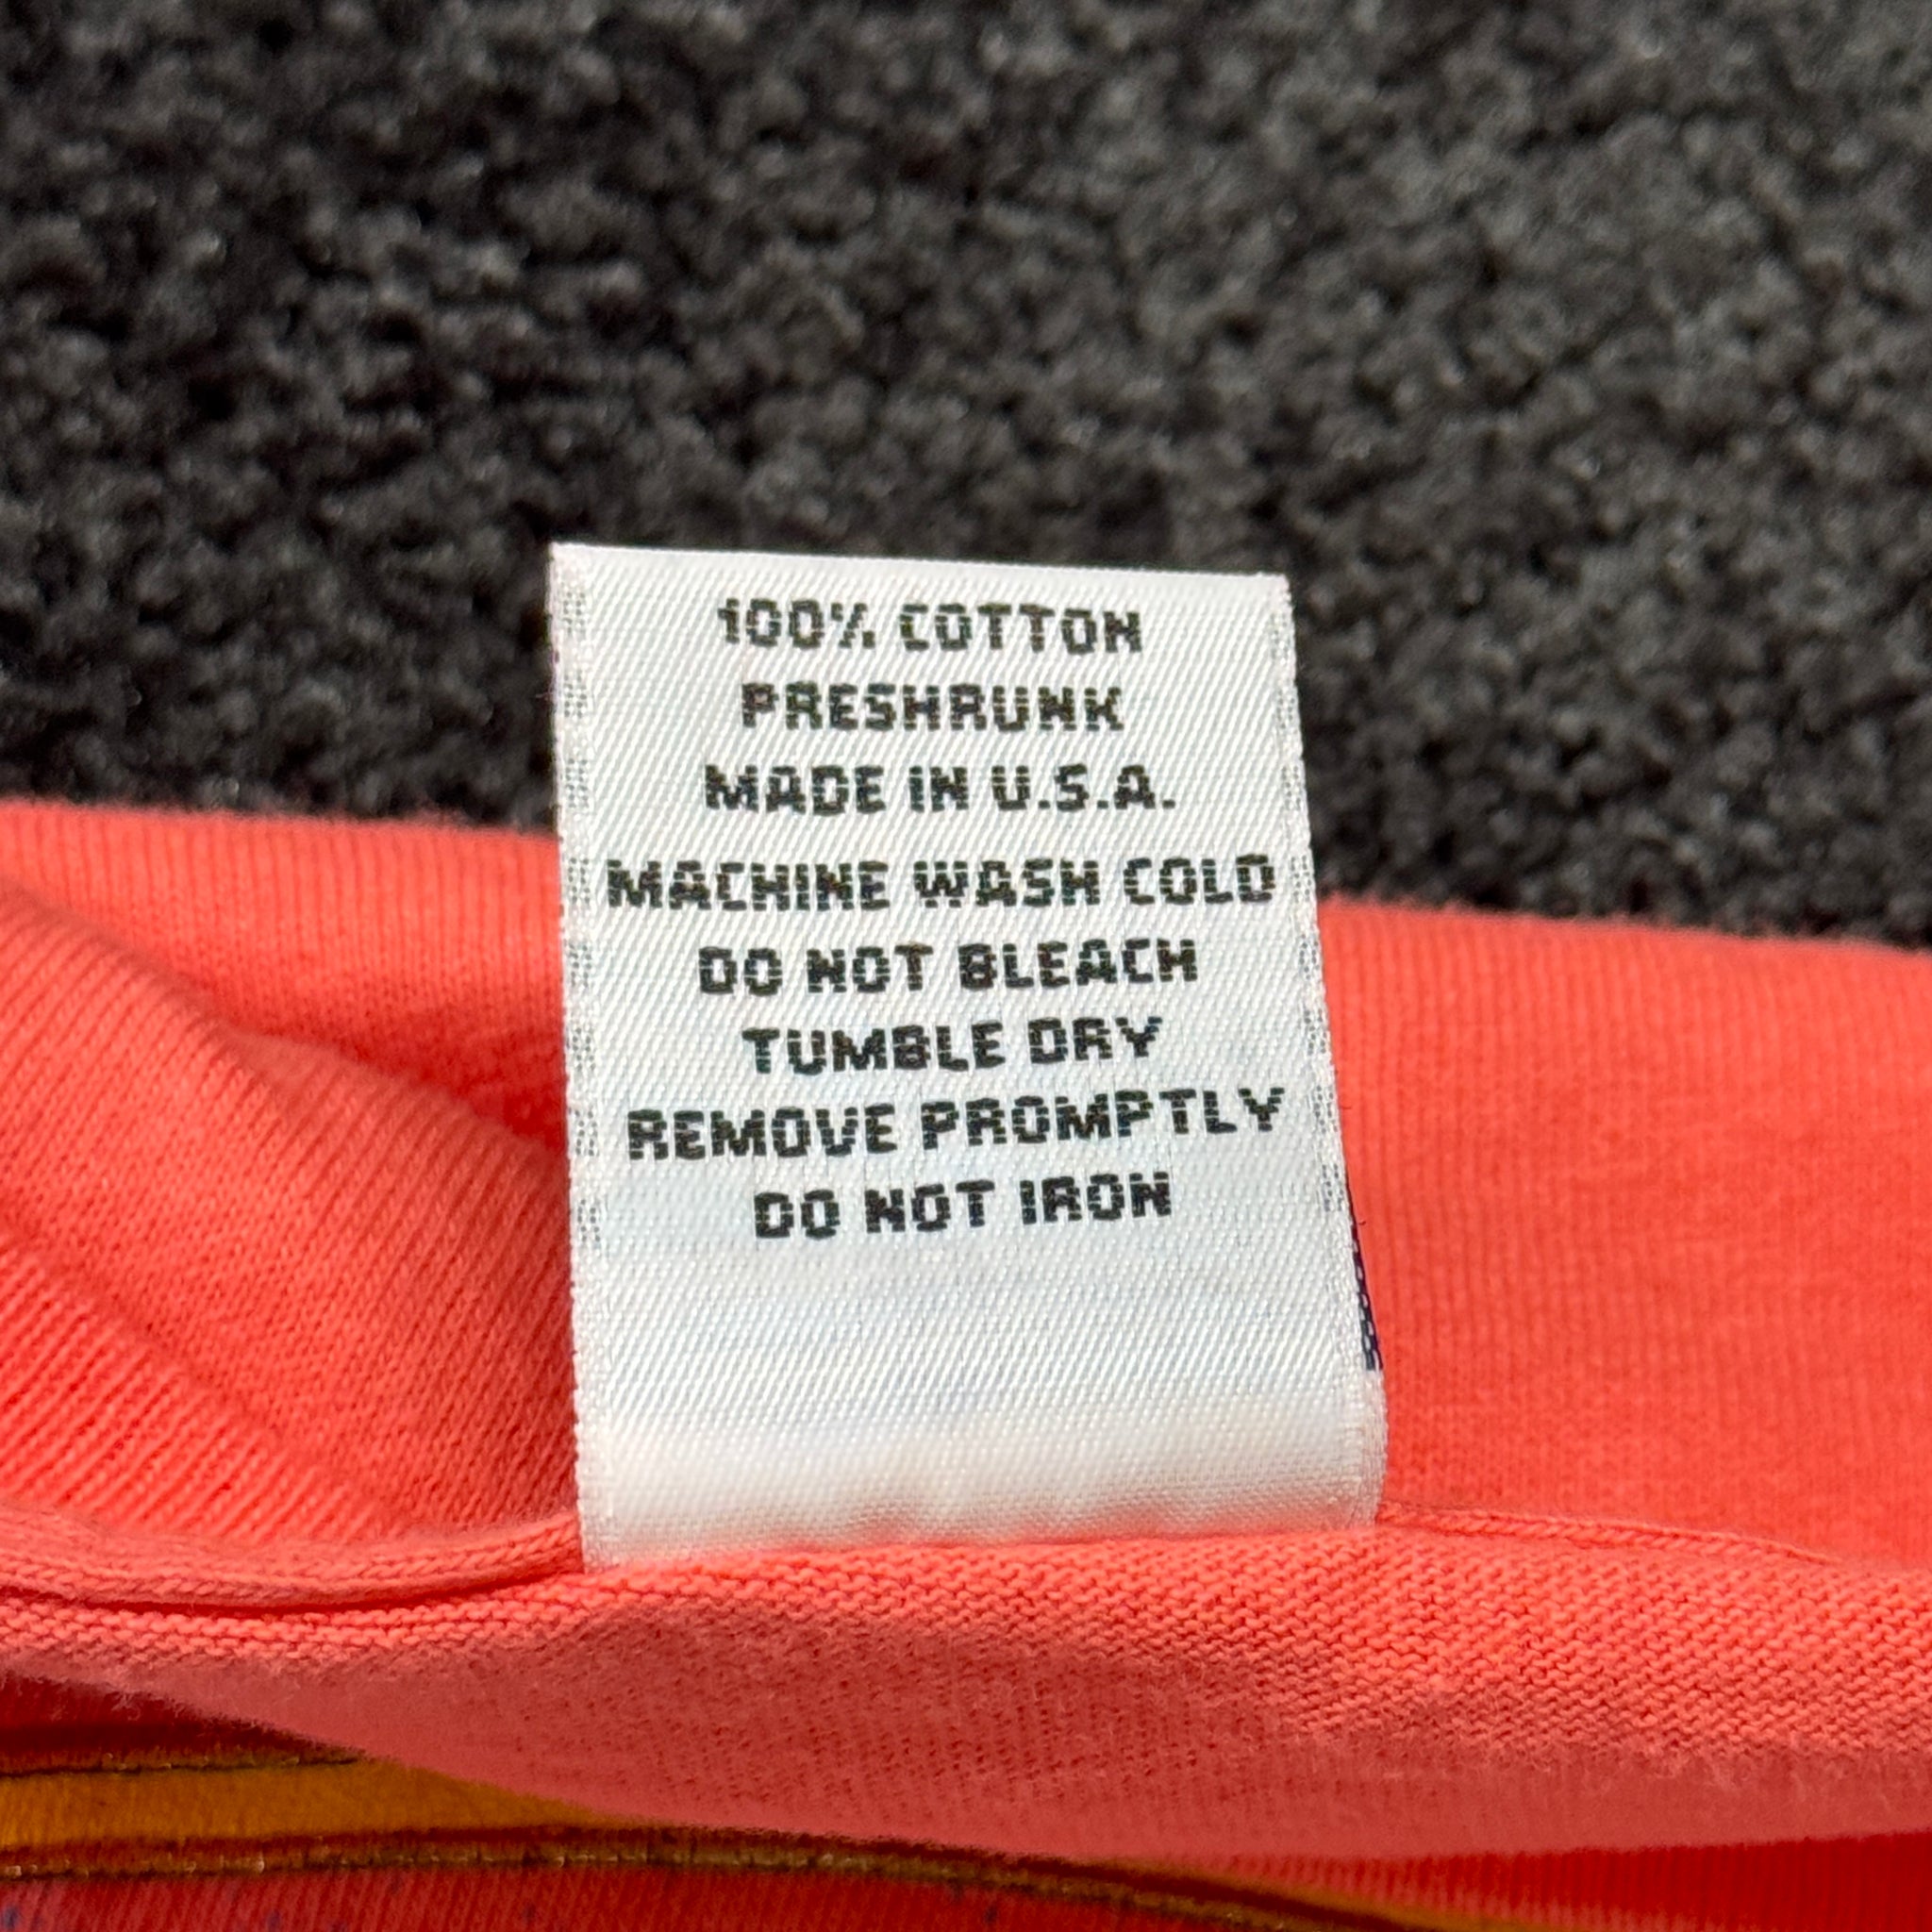 100% COTTON
PRESHRUNK
MADE IN U.S.A.
MACHINE WASH COLD
DO NOT BLEACH
TUMBLE DRY
REMOVE PROMPTLY
DO NOT IRON